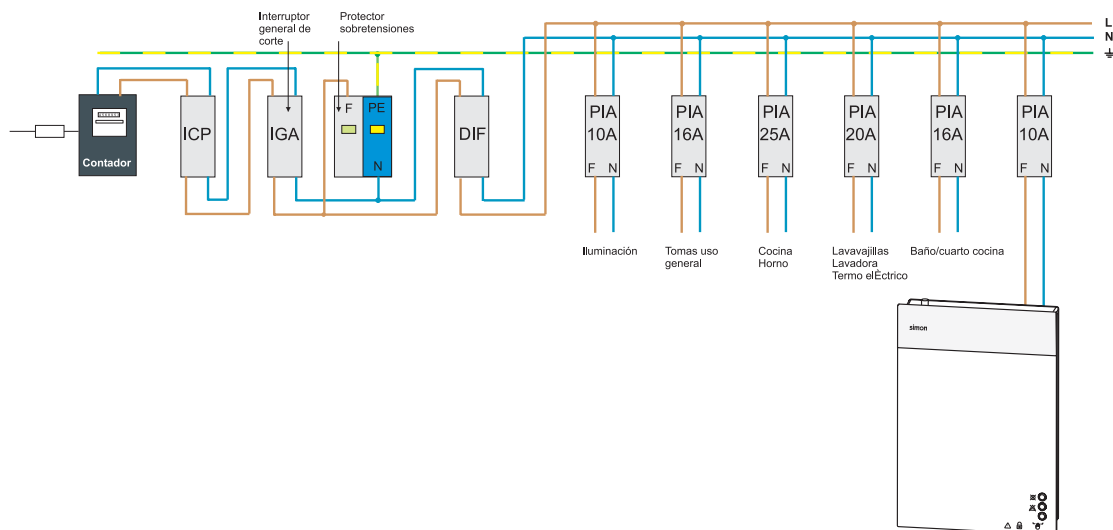 Interruptor
general de
corte
Protector
sobretensiones
L
N
Contador
ICP
IGA
F
PE
N
DIF
PIA
10A
F N
PIA
16A
F N
PIA
25A
F N
PIA
20A
F N
PIA
16A
F N
PIA
10A
F N
Iluminación
Tomas uso
general
Cocina
Horno
Lavavajillas
Lavadora
Termo elÈctrico
Baño/cuarto cocina
simon